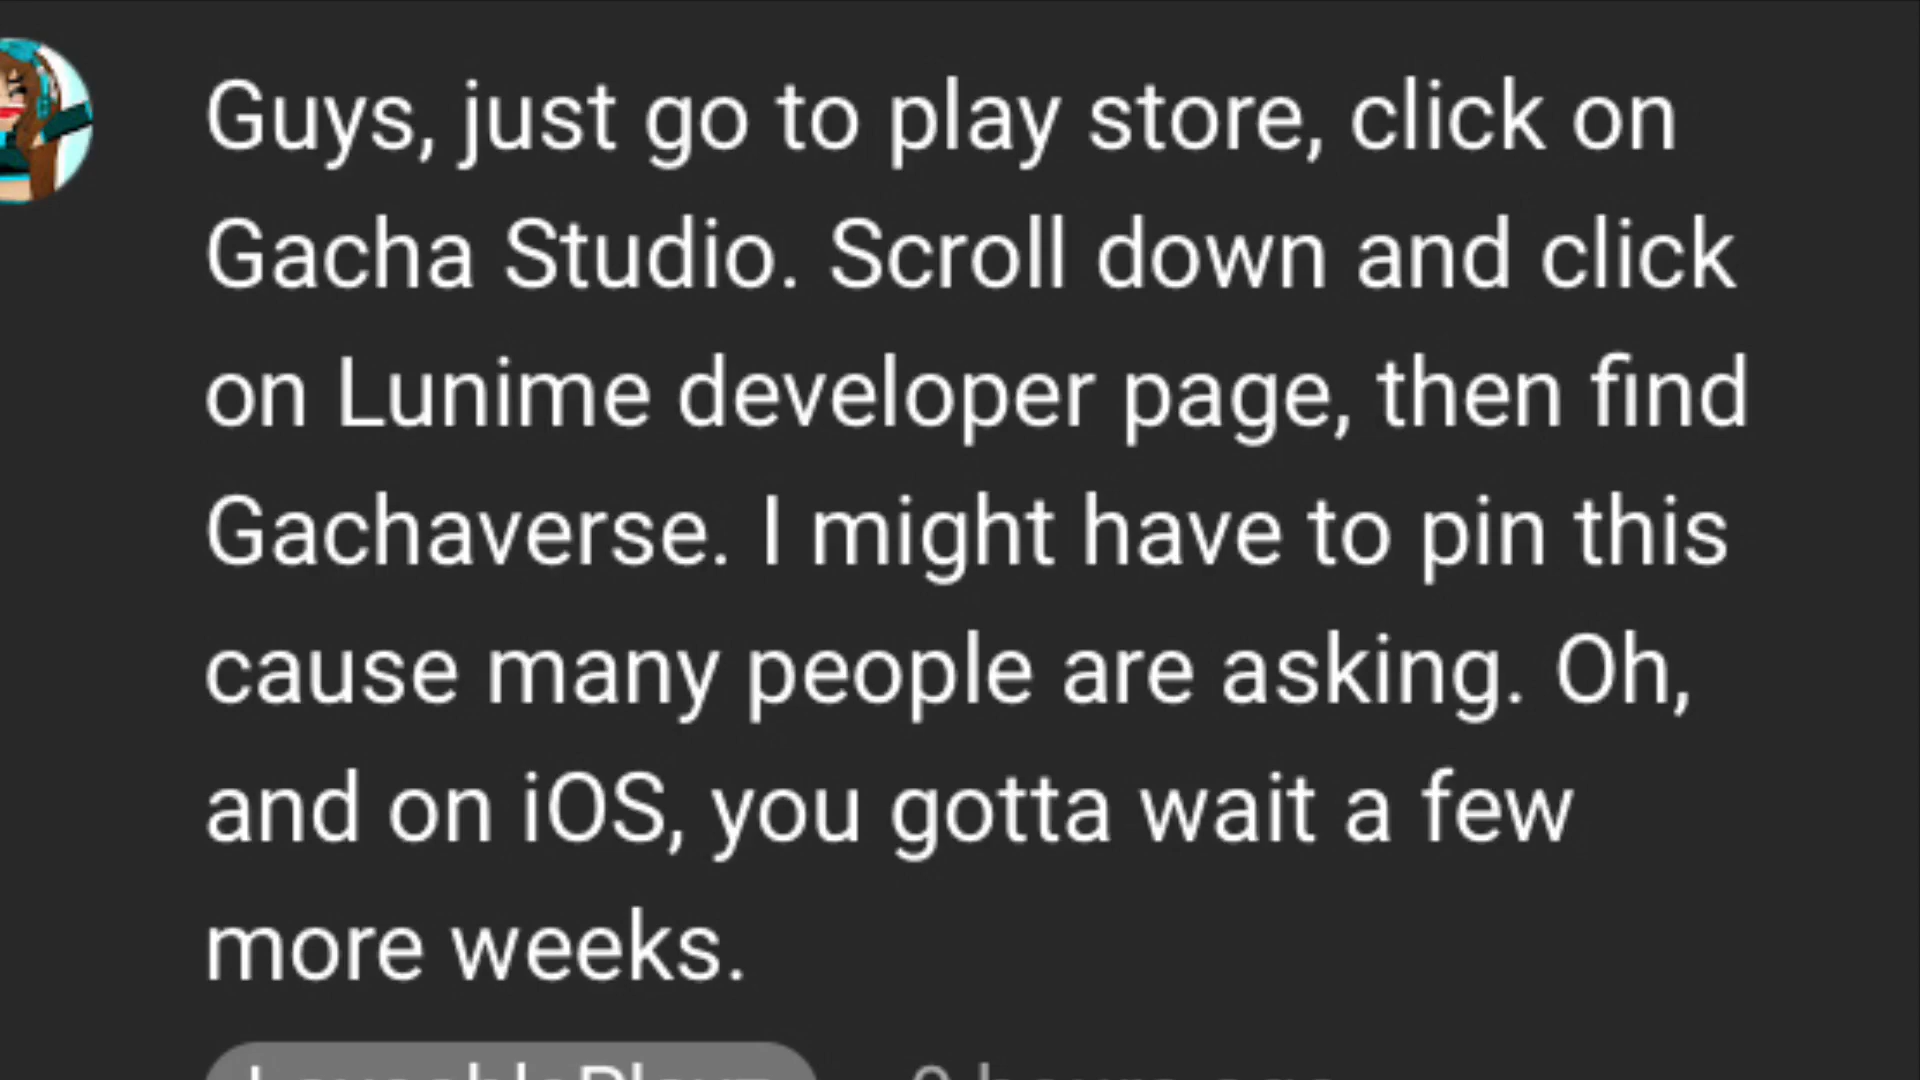 Guys, just go to play store, click on
Gacha Studio. Scroll down and click
on Lunime developer page, then find
Gachaverse. I might have to pin this
cause many people are asking. Oh,
and on iOS, you gotta wait a few
more weeks.